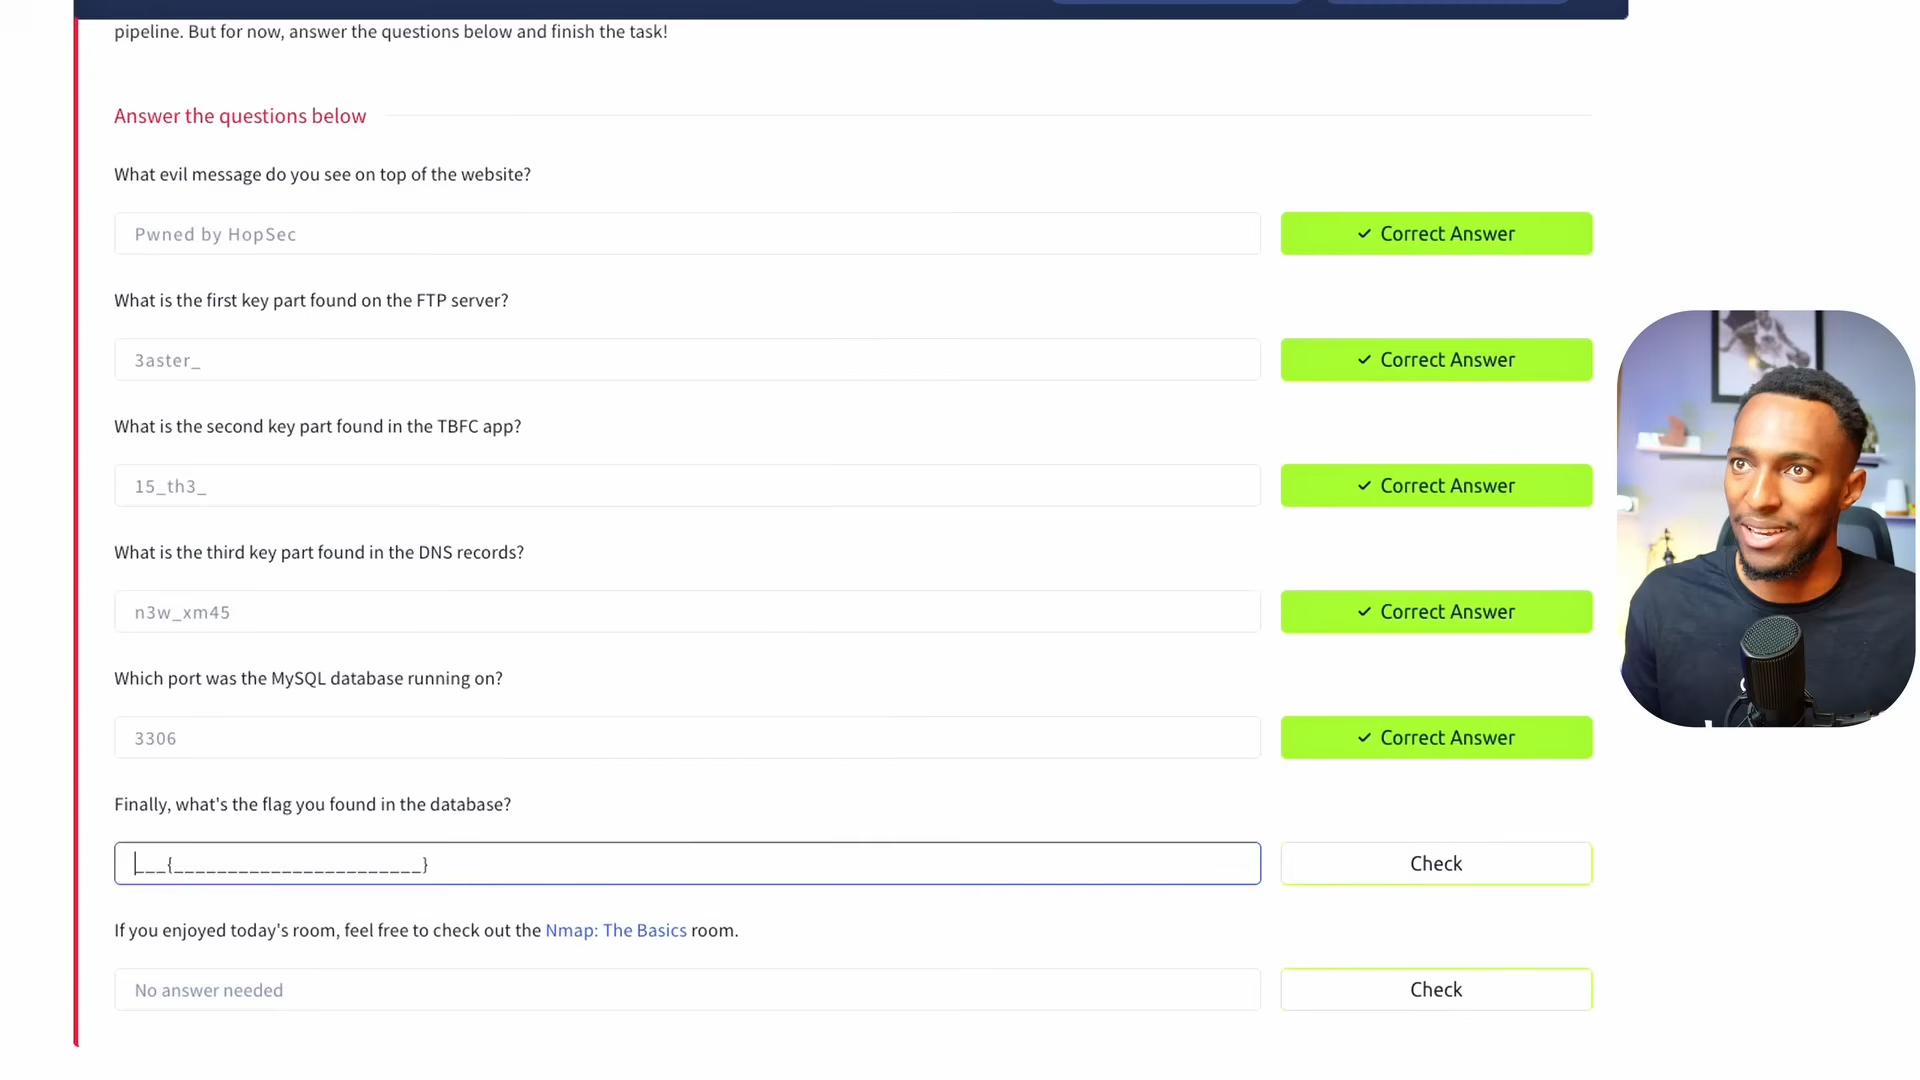 pipeline. But for now, answer the questions below and finish the task!
Answer the questions below
What evil message do you see on top of the website?
Pwned by HopSec
✓ Correct Answer
What is the first key part found on the FTP server?
3aster_
✓ Correct Answer
What is the second key part found in the TBFC app?
15_th3_
✓ Correct Answer
What is the third key part found in the DNS records?
n3w_xm45
✓ Correct Answer
Which port was the MySQL database running on?
3306
✓ Correct Answer
Finally, what's the flag you found in the database?
___{_______________________}
Check
If you enjoyed today's room, feel free to check out the Nmap: The Basics room.
No answer needed
Check